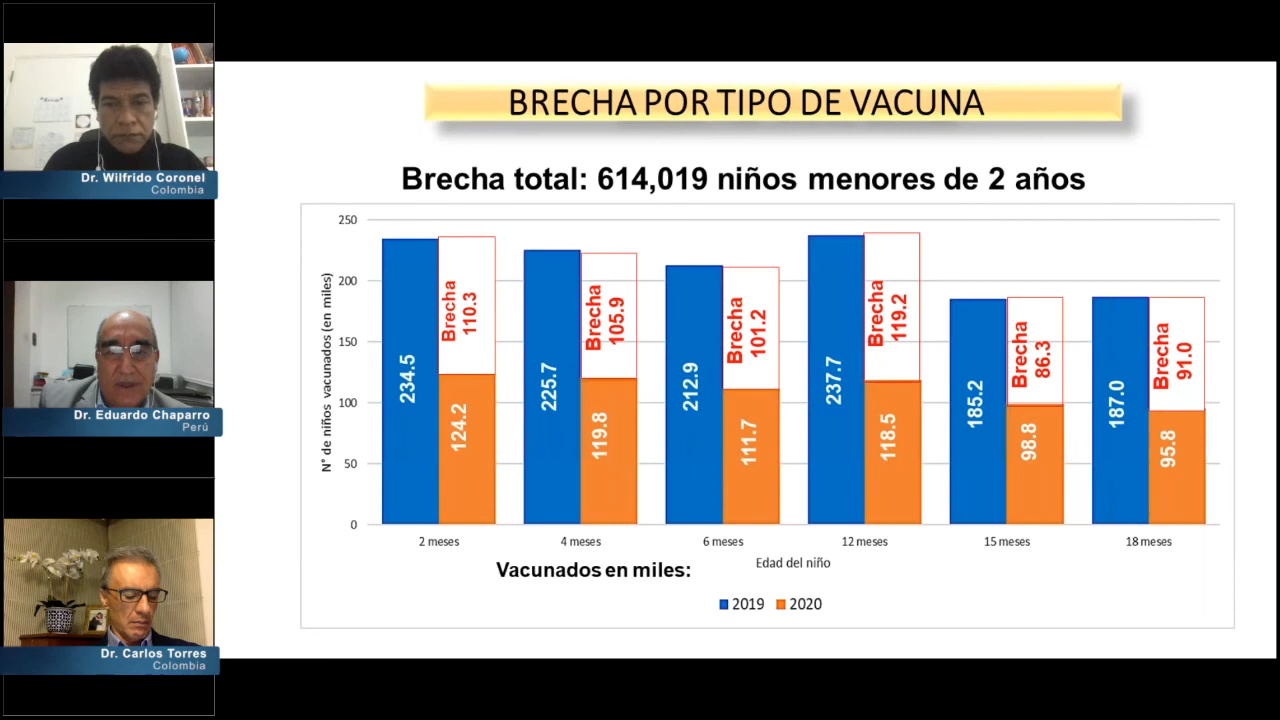 Dr. Wilfrido Coronel
Colombia
Dr. Eduardo Chaparro
Perú
Dr. Carlos Torres
Colombia
BRECHA POR TIPO DE VACUNA
Brecha total: 614,019 niños menores de 2 años
N° de niños vacunados (en miles)
250
200
150
100
50
0
234.5
Brecha
110.3
124.2
225.7
Brecha
105.9
119.8
212.9
Brecha
101.2
111.7
237.7
Brecha
119.2
118.5
185.2
Brecha
86.3
98.8
187.0
Brecha
91.0
95.8
2 meses
4 meses
6 meses
12 meses
15 meses
18 meses
Edad del niño
Vacunados en miles:
2019
2020